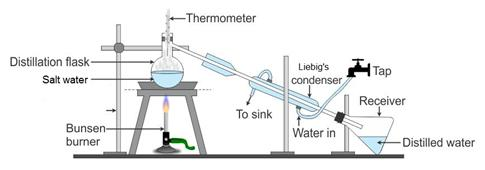 Thermometer
Distillation flask
Salt water
Liebig's
condenser
Tap
Receiver
To sink
Bunsen
burner
Water in
Distilled water